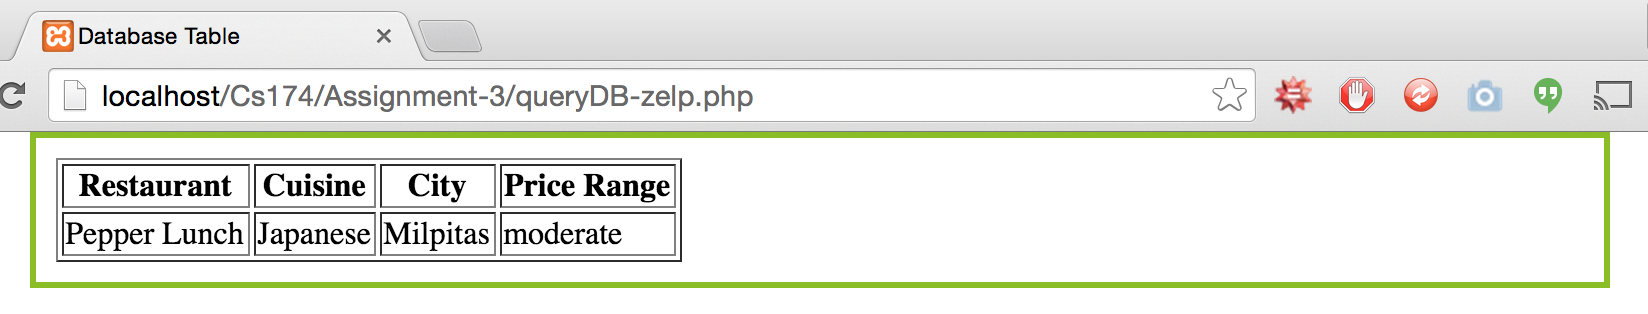 Database Table
localhost/Cs174/Assignment-3/queryDB-zelp.php
Restaurant Cuisine City Price Range
Pepper Lunch Japanese Milpitas moderate